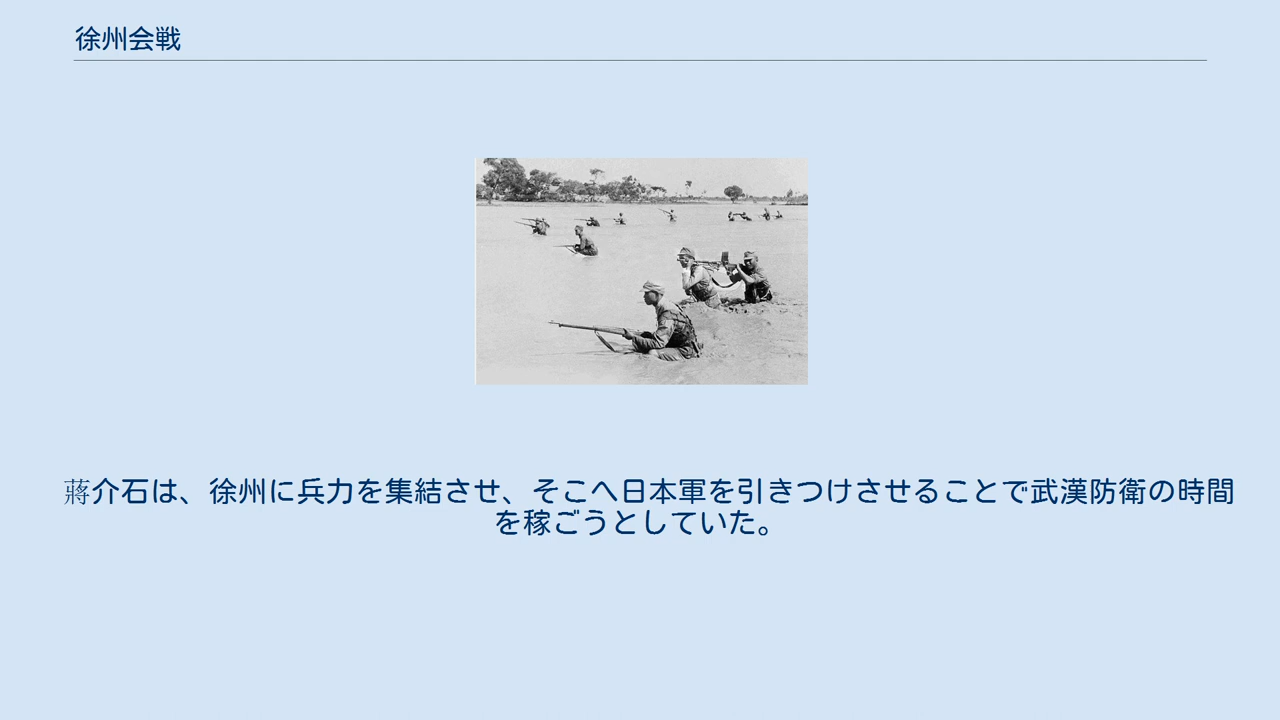 徐州会戦
蔣介石は、徐州に兵力を集結させ、そこへ日本軍を引きつけさせることで武漢防衛の時間
を稼ごうとしていた。